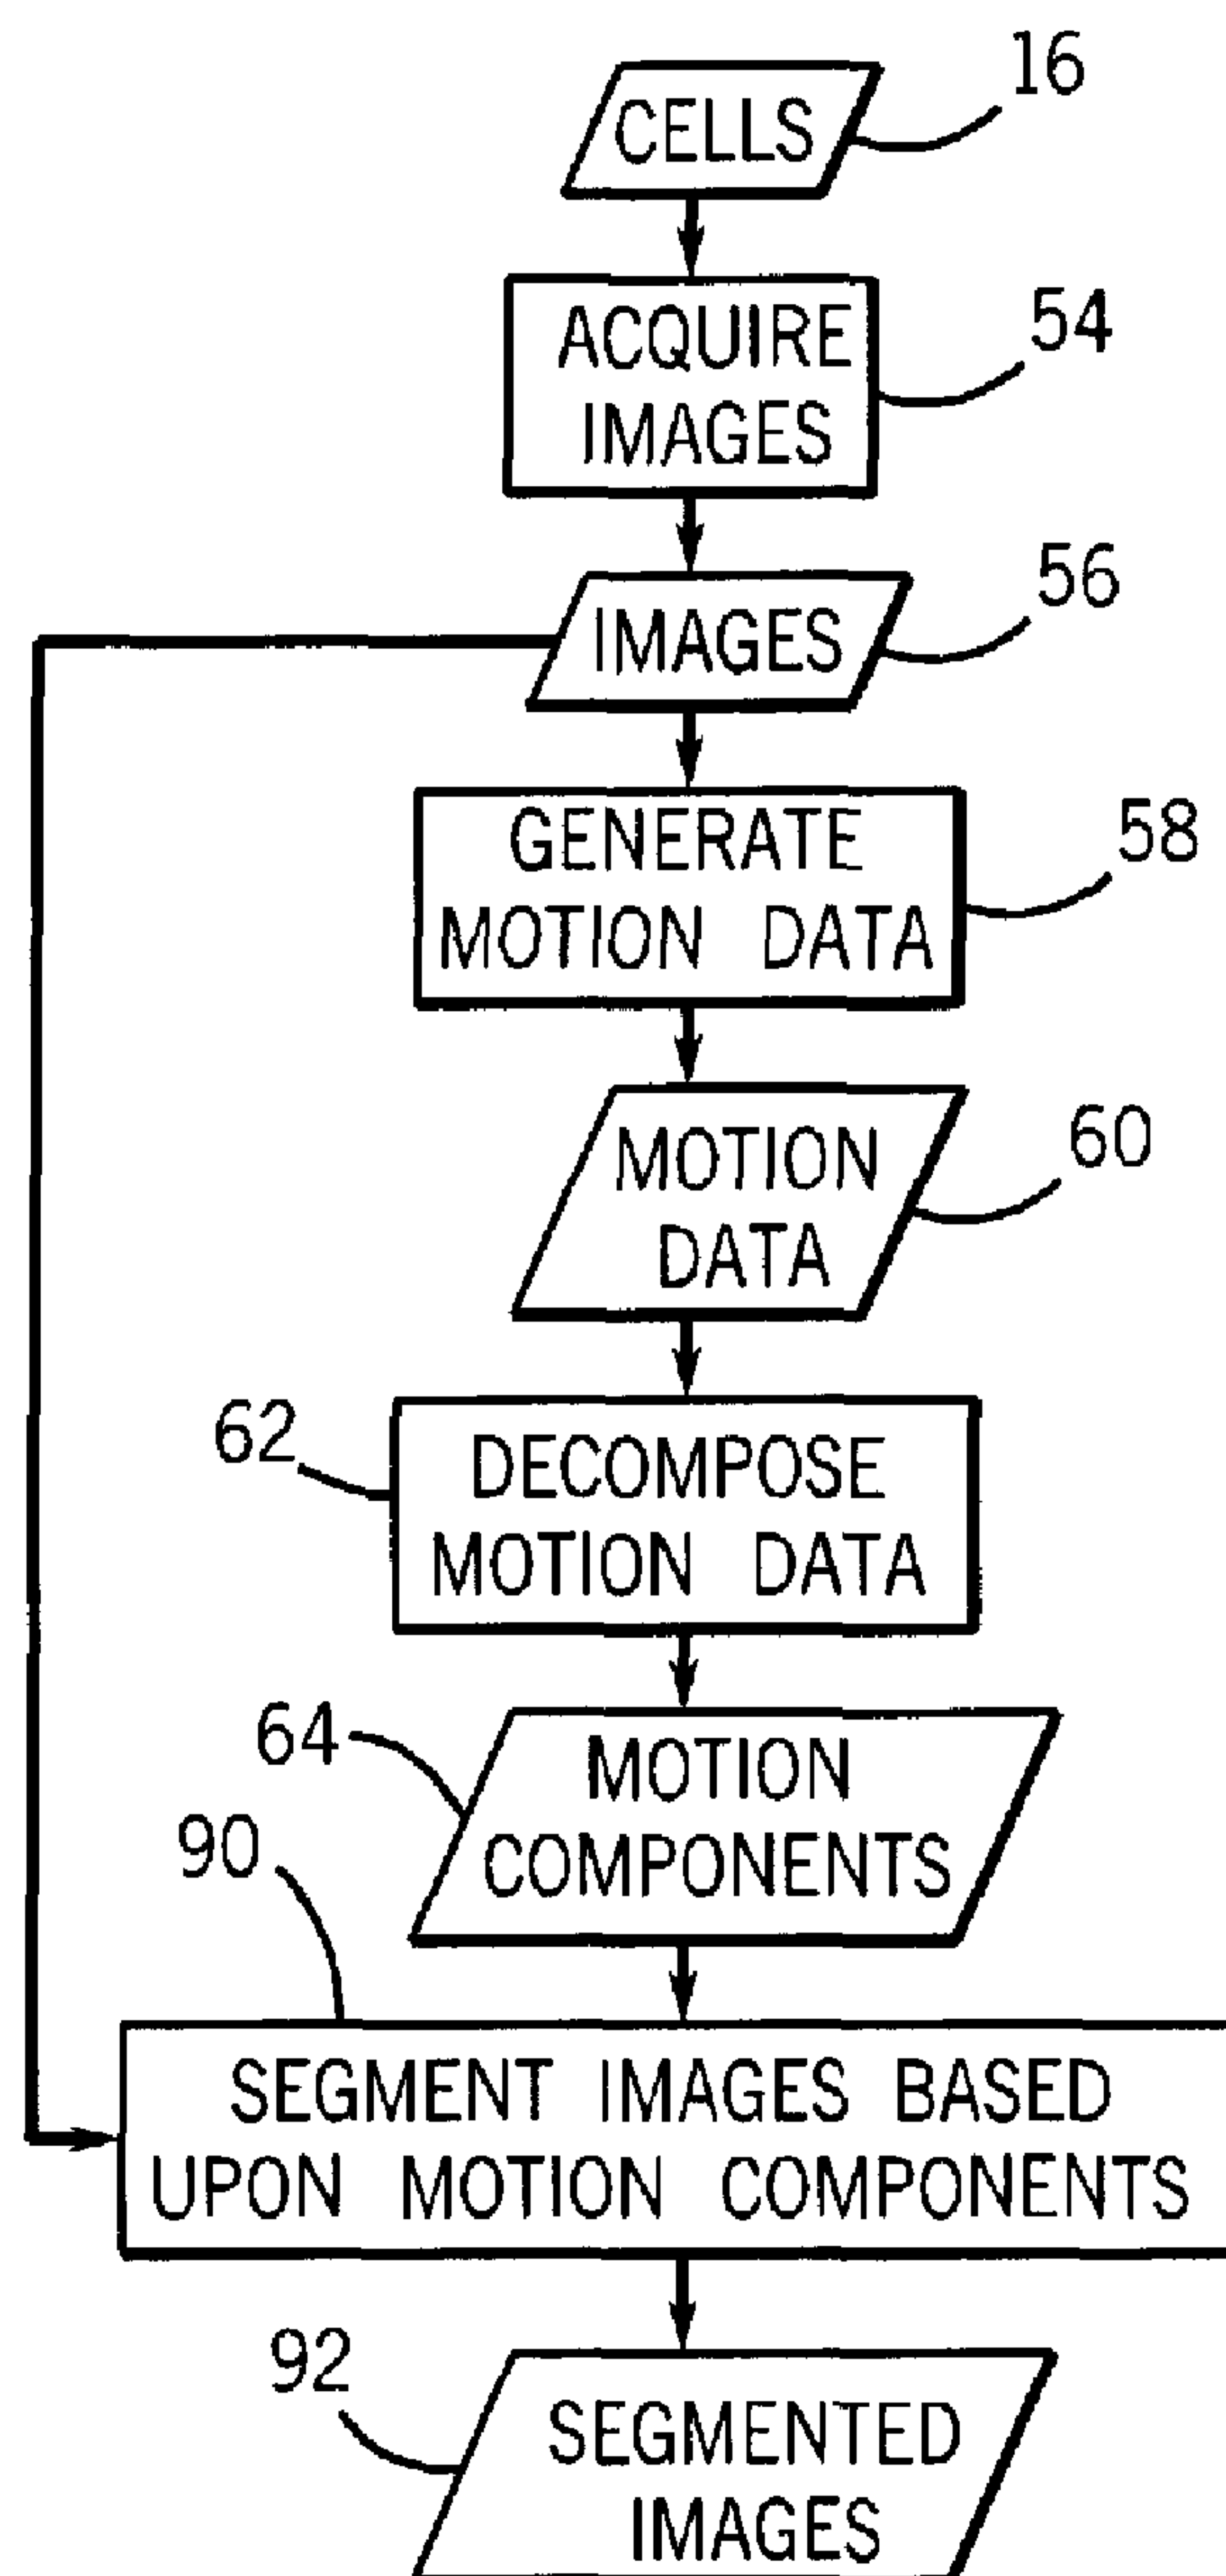 16
CELLS
54
ACQUIRE
IMAGES
56
IMAGES
58
GENERATE
MOTION DATA
60
MOTION
DATA
62
DECOMPOSE
MOTION DATA
64
MOTION
COMPONENTS
90
SEGMENT IMAGES BASED
UPON MOTION COMPONENTS
92
SEGMENTED
IMAGES